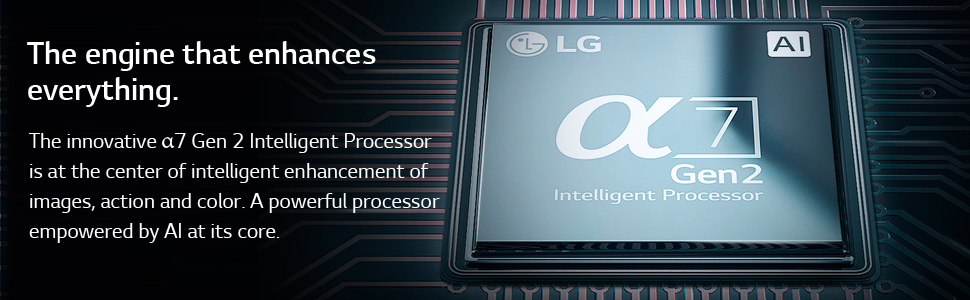 The engine that enhances
everything.
The innovative α7 Gen 2 Intelligent Processor
is at the center of intelligent enhancement of
images, action and color. A powerful processor
empowered by AI at its core.
LG
AI
α7
Gen2
Intelligent Processor